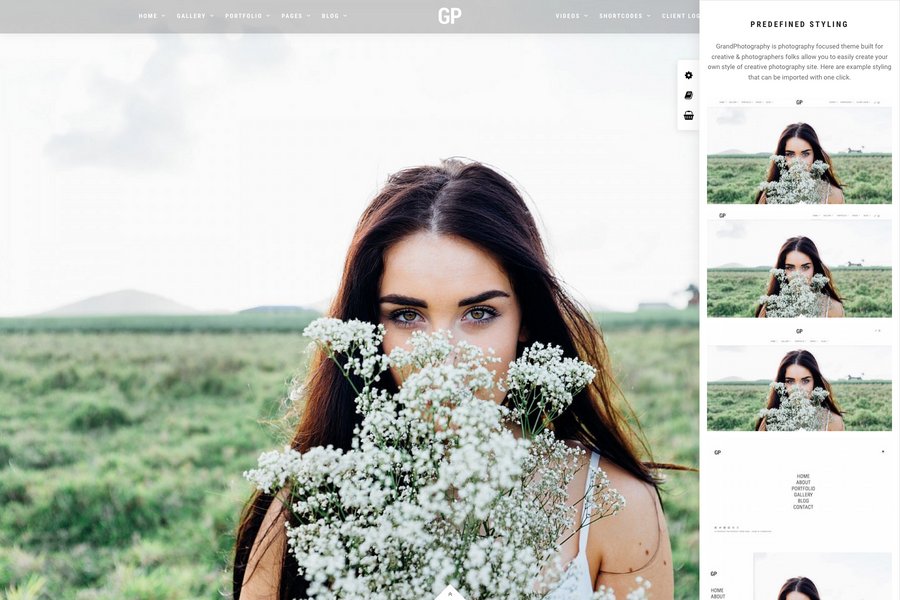 HOME GALLERY PORTFOLIO PAGES BLOG GP VIDEOS SHORTCODES CLIENT LOG
PREDEFINED STYLING
GrandPhotography is photography focused theme built for
creative & photographers folks allow you to easily create your
own style of creative photography site. Here are example styling
that can be imported with one click.
GP
GP
GP
GP
HOME
ABOUT
PORTFOLIO
GALLERY
BLOG
CONTACT
GP
HOME
ABOUT